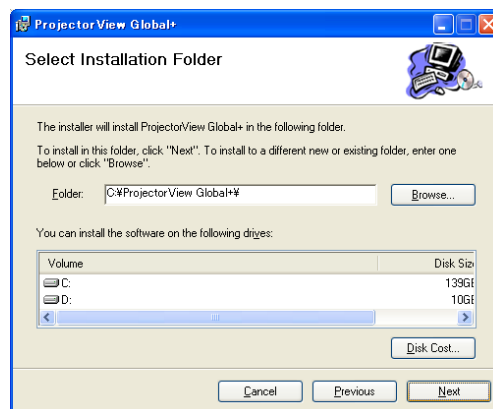 ProjectorView Global+
Select Installation Folder
The installer will install ProjectorView Global+ in the following folder.
To install in this folder, click "Next". To install to a different new or existing folder, enter one
below or click "Browse".
Folder: C:¥ProjectorView Global+¥ Browse...
You can install the software on the following drives:
Volume Disk Siz
C: 139GB
D: 10GB
Disk Cost...
Cancel Previous Next